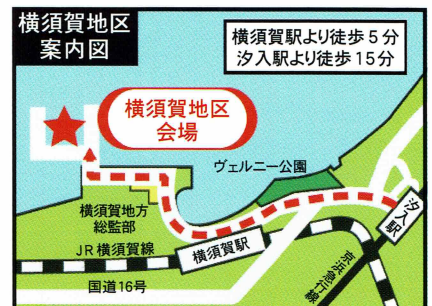 横須賀地区
案内図
横須賀駅より徒歩5分
汐入駅より徒歩15分
横須賀地区
会場
ヴェルニー公園
横須賀地方
総監部
汐入駅
JR横須賀線
横須賀駅
京浜急行線
国道16号